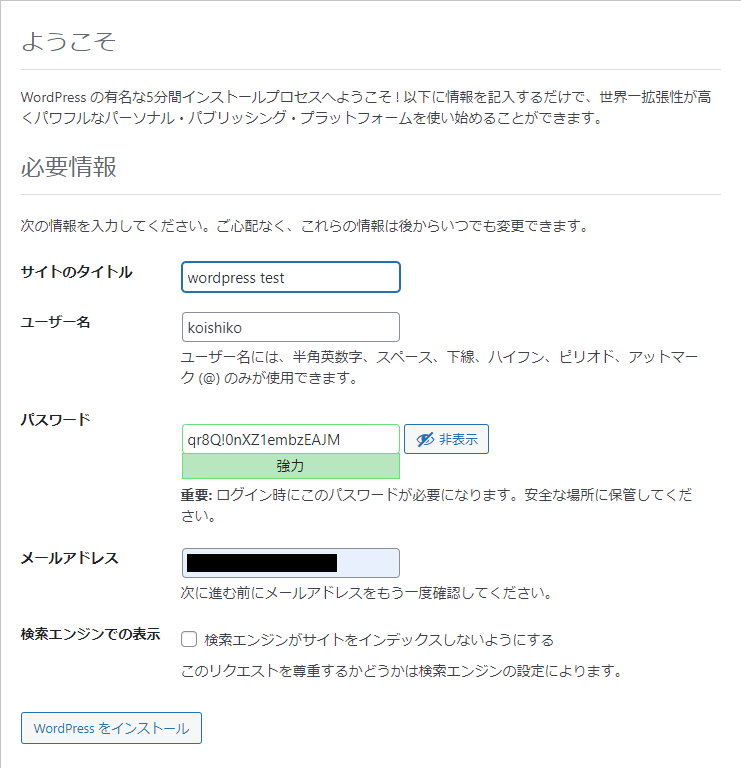 ようこそ
WordPress の有名な5分間インストールプロセスへようこそ ! 以下に情報を記入するだけで、世界一拡張性が高
くパワフルなパーソナル・パブリッシング・プラットフォームを使い始めることができます。
必要情報
次の情報を入力してください。ご心配なく、これらの情報は後からいつでも変更できます。
サイトのタイトル
wordpress test
ユーザー名
koishiko
ユーザー名には、半角英数字、スペース、下線、ハイフン、ピリオド、アットマー
ク (@) のみが使用できます。
パスワード
qr8Q!0nXZ1embzEAJM
非表示
強力
重要: ログイン時にこのパスワードが必要になります。安全な場所に保管してくだ
さい。
メールアドレス
次に進む前にメールアドレスをもう一度確認してください。
検索エンジンでの表示
検索エンジンがサイトをインデックスしないようにする
このリクエストを尊重するかどうかは検索エンジンの設定によります。
WordPress をインストール